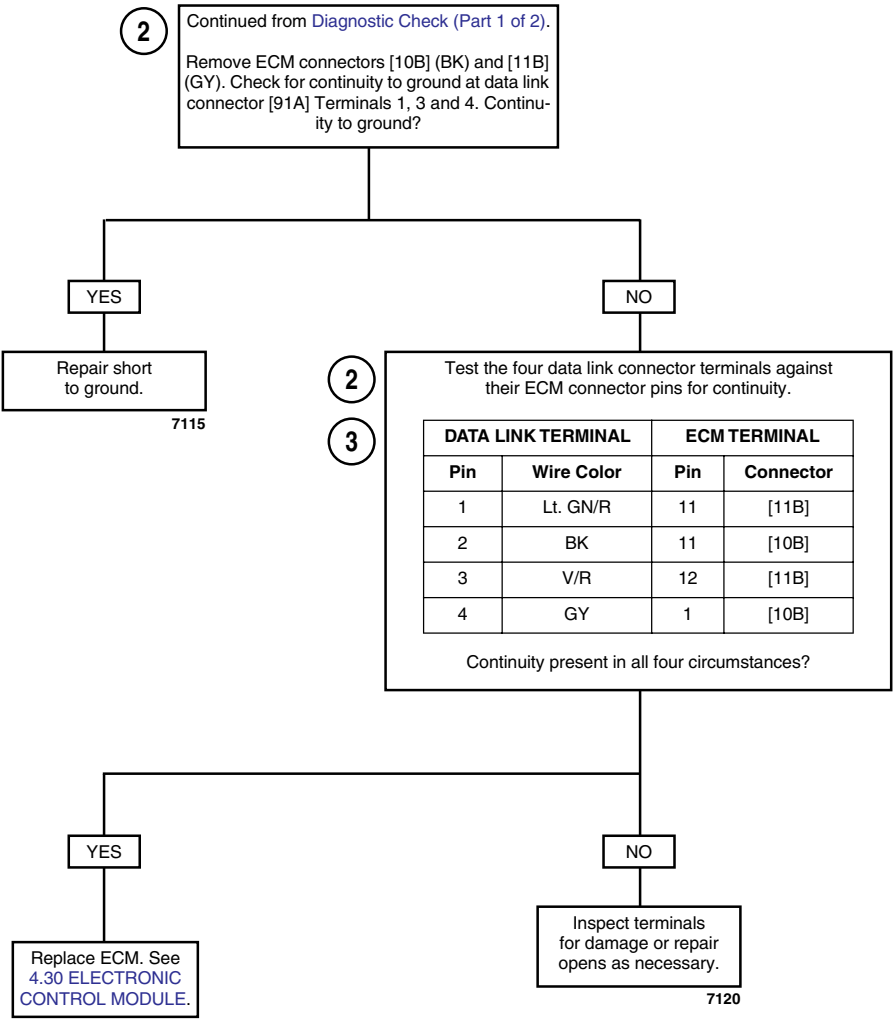 2
Continued from Diagnostic Check (Part 1 of 2).
Remove ECM connectors [10B] (BK) and [11B]
(GY). Check for continuity to ground at data link
connector [91A] Terminals 1, 3 and 4. Continu-
ity to ground?
YES
NO
Repair short
to ground.
7115
2
3
Test the four data link connector terminals against
their ECM connector pins for continuity.
DATA LINK TERMINAL ECM TERMINAL
Pin Wire Color Pin Connector
1 Lt. GN/R 11 [11B]
2 BK 11 [10B]
3 V/R 12 [11B]
4 GY 1 [10B]
Continuity present in all four circumstances?
YES
NO
Replace ECM. See
4.30 ELECTRONIC
CONTROL MODULE.
Inspect terminals
for damage or repair
opens as necessary.
7120